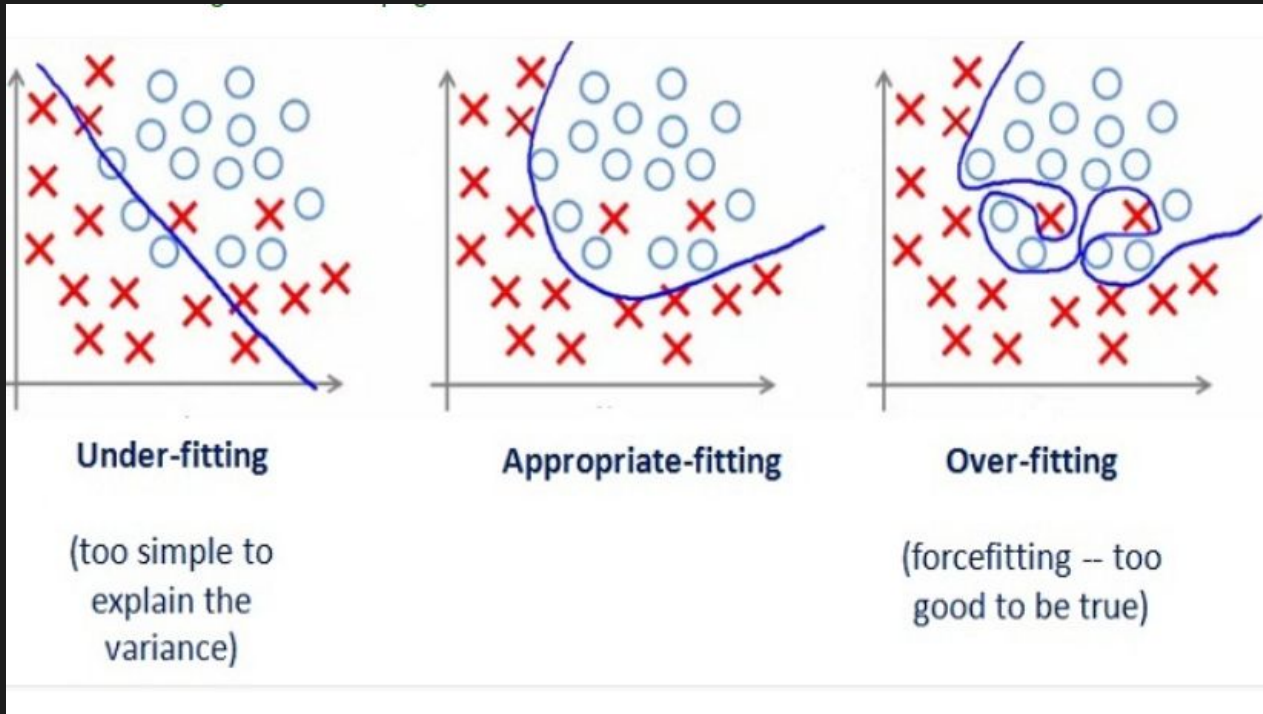 Under-fitting
Appropriate-fitting
Over-fitting
(too simple to
explain the
variance)
(forcefitting -- too
good to be true)